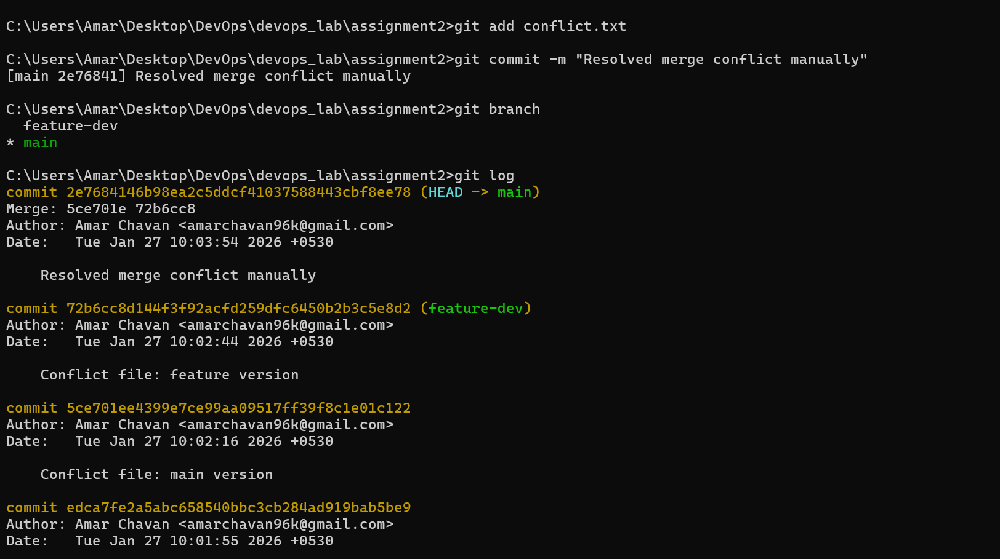 C:\Users\Amar\Desktop\DevOps\devops_lab\assignment2>git add conflict.txt
C:\Users\Amar\Desktop\DevOps\devops_lab\assignment2>git commit -m "Resolved merge conflict manually"
[main 2e76841] Resolved merge conflict manually
C:\Users\Amar\Desktop\DevOps\devops_lab\assignment2>git branch
  feature-dev
* main
C:\Users\Amar\Desktop\DevOps\devops_lab\assignment2>git log
commit 2e7684146b98ea2c5ddcf41037588443cbf8ee78 (HEAD -> main)
Merge: 5ce701e 72b6cc8
Author: Amar Chavan <amarchavan96k@gmail.com>
Date:   Tue Jan 27 10:03:54 2026 +0530
    Resolved merge conflict manually
commit 72b6cc8d144f3f92acfd259dfc6450b2b3c5e8d2 (feature-dev)
Author: Amar Chavan <amarchavan96k@gmail.com>
Date:   Tue Jan 27 10:02:44 2026 +0530
    Conflict file: feature version
commit 5ce701ee4399e7ce99aa09517ff39f8c1e01c122
Author: Amar Chavan <amarchavan96k@gmail.com>
Date:   Tue Jan 27 10:02:16 2026 +0530
    Conflict file: main version
commit edca7fe2a5abc658540bbc3cb284ad919bab5be9
Author: Amar Chavan <amarchavan96k@gmail.com>
Date:   Tue Jan 27 10:01:55 2026 +0530